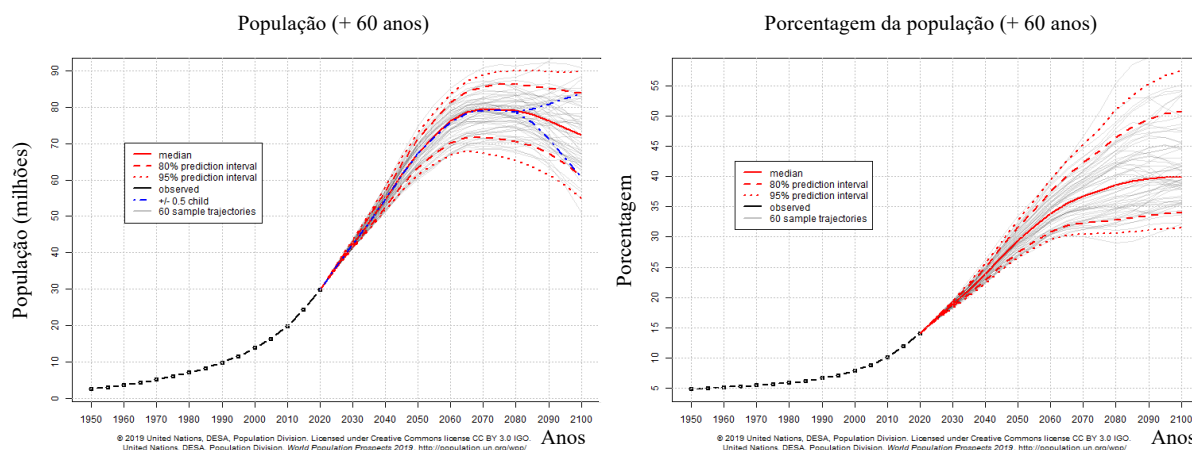 População (+ 60 anos)
População (milhões)
90
80
70
60
50
40
30
20
10
0
median
80% prediction interval
95% prediction interval
observed
+/- 0.5 child
60 sample trajectories
1950 1960 1970 1980 1990 2000 2010 2020 2030 2040 2050 2060 2070 2080 2090 2100
Anos
© 2019 United Nations, DESA, Population Division. Licensed under Creative Commons license CC BY 3.0 IGO.
United Nations, DESA, Population Division. World Population Prospects 2019. http://population.un.org/wpp/
Porcentagem da população (+ 60 anos)
Porcentagem
55
50
45
40
35
30
25
20
15
10
5
median
80% prediction interval
95% prediction interval
observed
60 sample trajectories
1950 1960 1970 1980 1990 2000 2010 2020 2030 2040 2050 2060 2070 2080 2090 2100
Anos
© 2019 United Nations, DESA, Population Division. Licensed under Creative Commons license CC BY 3.0 IGO.
United Nations, DESA, Population Division. World Population Prospects 2019. http://population.un.org/wpp/